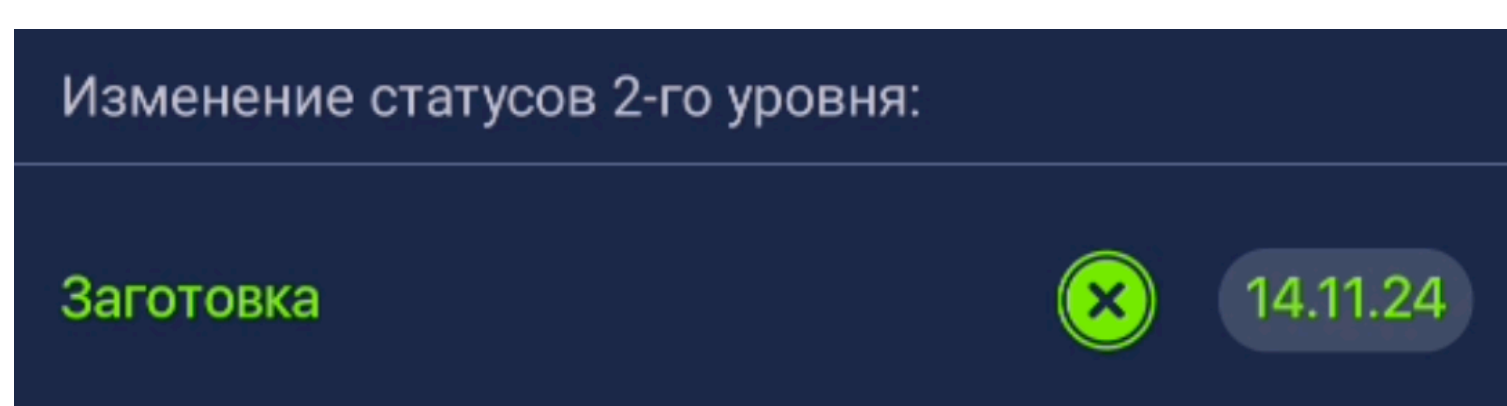 Изменение статусов 2-го уровня:
Заготовка 14.11.24